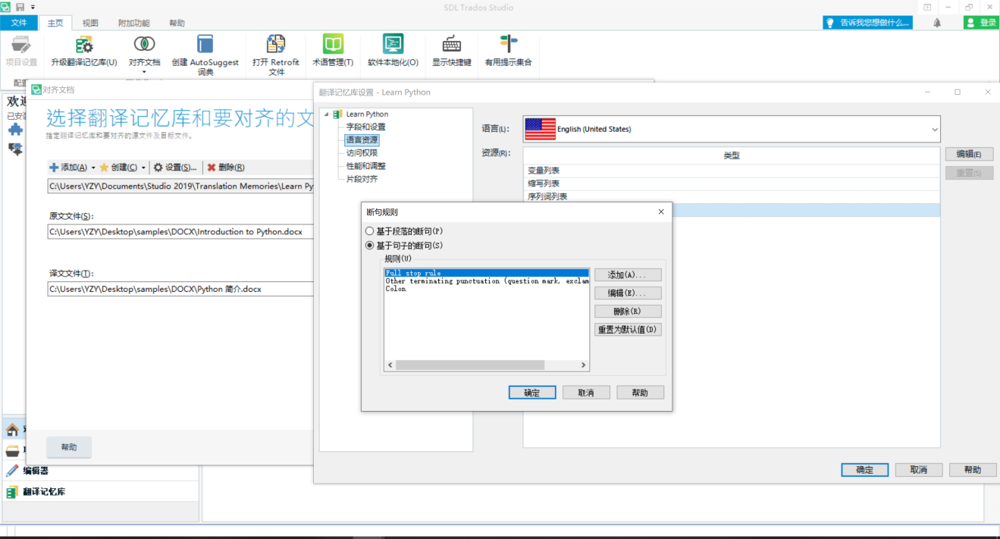 SDL Trados Studio
文件 主页 视图 附加功能 帮助
告诉我您想做什么...
登录
项目设置
升级翻译记忆库(U)
对齐文档
创建 AutoSuggest
词典
打开 Retrofit
文件
术语管理(T)
软件本地化(O)
显示快捷键
有用提示集合
对齐文档
选择翻译记忆库和要对齐的文
指定翻译记忆库和要对齐的源文件及目标文件。
添加(A) 创建(C) 设置(S)... 删除(R)
C:\Users\YZY\Documents\Studio 2019\Translation Memories\Learn Py
原文文件(S):
C:\Users\YZY\Desktop\samples\DOCX\Introduction to Python.docx
译文文件(T):
C:\Users\YZY\Desktop\samples\DOCX\Python 简介.docx
帮助
编辑器
翻译记忆库
翻译记忆库设置 - Learn Python
Learn Python
字段和设置
语言资源
访问权限
性能和调整
片段对齐
语言(L):
English (United States)
资源(R):
类型
变量列表
缩写列表
序列词列表
编辑(E)
重置(S)
断句规则
基于段落的断句(P)
基于句子的断句(S)
规则(U)
Full stop rule
Other terminating punctuation (question mark, exclam
Colon
添加(A)...
编辑(E)...
删除(R)
重置为默认值(D)
确定 取消 帮助
确定 取消 帮助